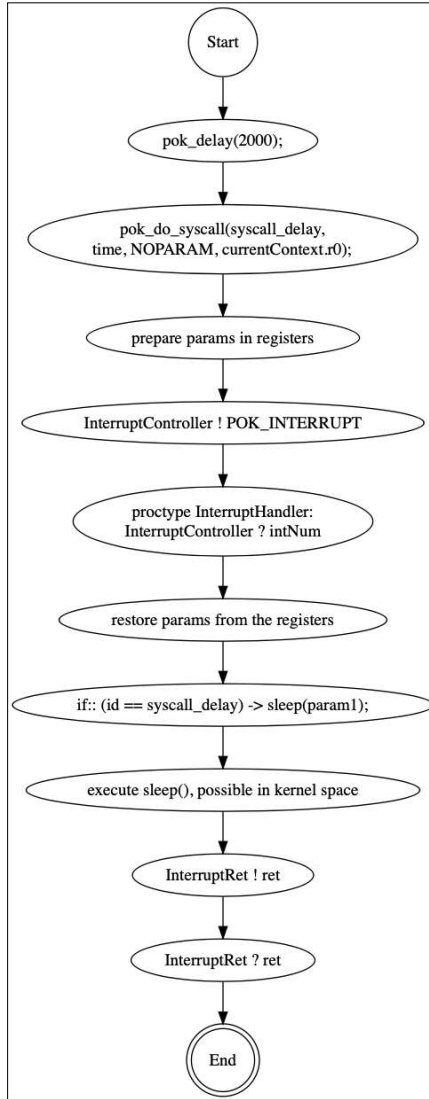 Start
pok_delay(2000);
pok_do_syscall(syscall_delay,
time, NOPARAM, currentContext.r0);
prepare params in registers
InterruptController ! POK_INTERRUPT
proctype InterruptHandler:
InterruptController ? intNum
restore params from the registers
if:: (id == syscall_delay) -> sleep(param1);
execute sleep(), possible in kernel space
InterruptRet ! ret
InterruptRet ? ret
End